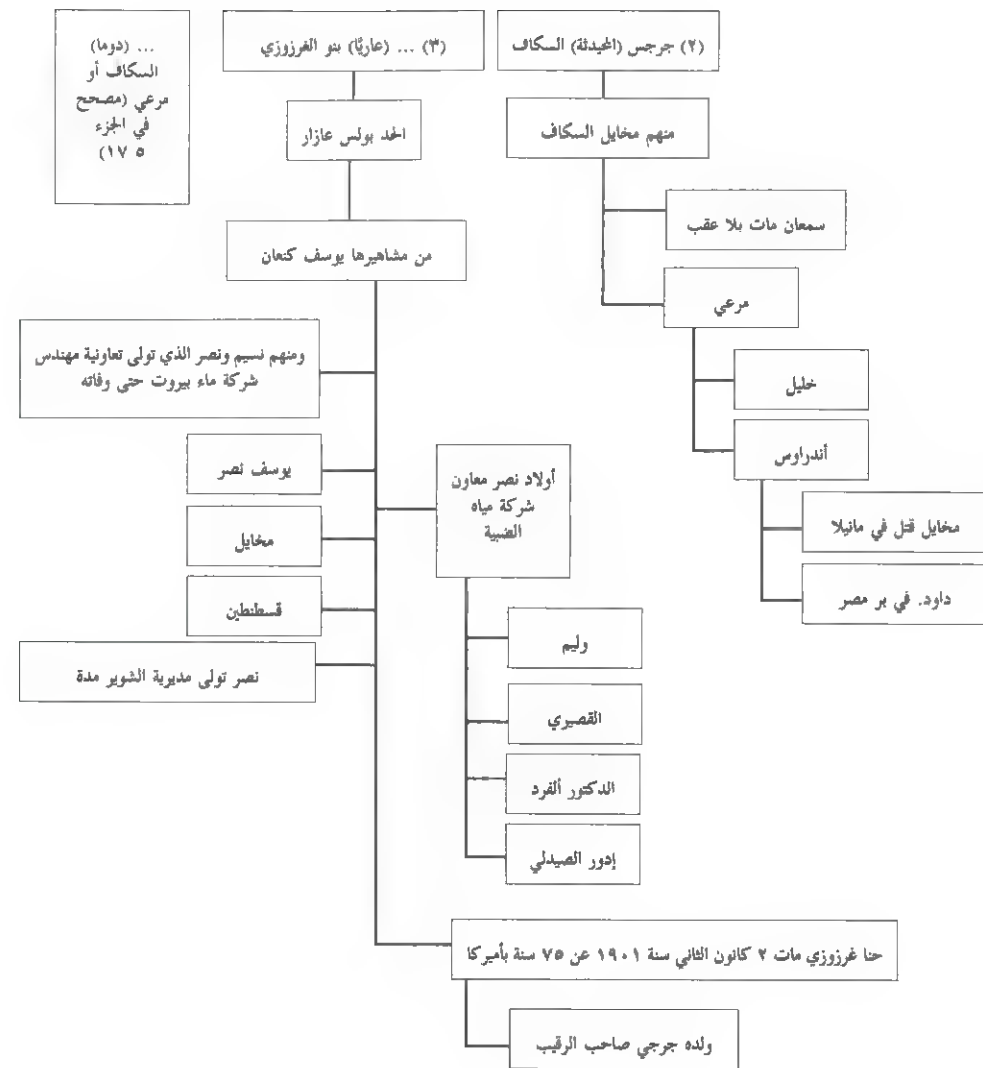 (٢) جرجس (المحيدثة) السكاف
منهم مخايل السكاف
سمعان مات بلا عقب
مرعي
خليل
أندراوس
مخايل قتل في مانيلا
داود. في بر مصر
(٣) ... (عاريًّا) بنو الغرزوزي
الجد بولس عازار
من مشاهيرها يوسف كنعان
ومنهم نسيم ونصر الذي تولى تعاونية مهندس
شركة ماء بيروت حتى وفاته
يوسف نصر
مخايل
قسطنطين
نصر تولى مديرية الشوير مدة
أولاد نصر معاون
شركة مياه
الضبية
وليم
القصيري
الدكتور ألفرد
إدور الصيدلي
حنا غرزوزي مات ٢ كانون الثاني سنة ١٩٠١ عن ٧٥ سنة بأميركا
ولده جرجي صاحب الرقيب
... (دوما)
السكاف أو
مرعي (مصحح
في الجزء
٥ ١٧)